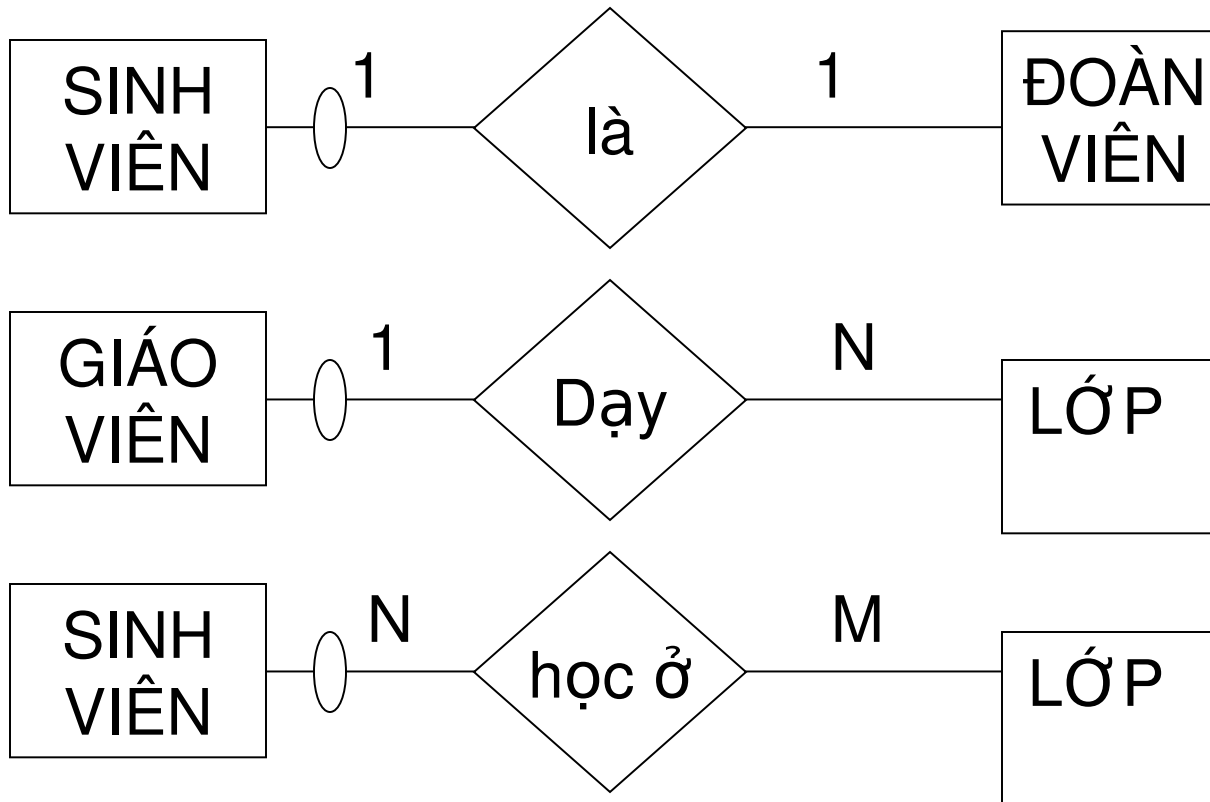 SINH
VIÊN
1
là
1
ĐOÀN
VIÊN
GIÁO
VIÊN
1
Dạy
N
LỚP
SINH
VIÊN
N
học ở
M
LỚP